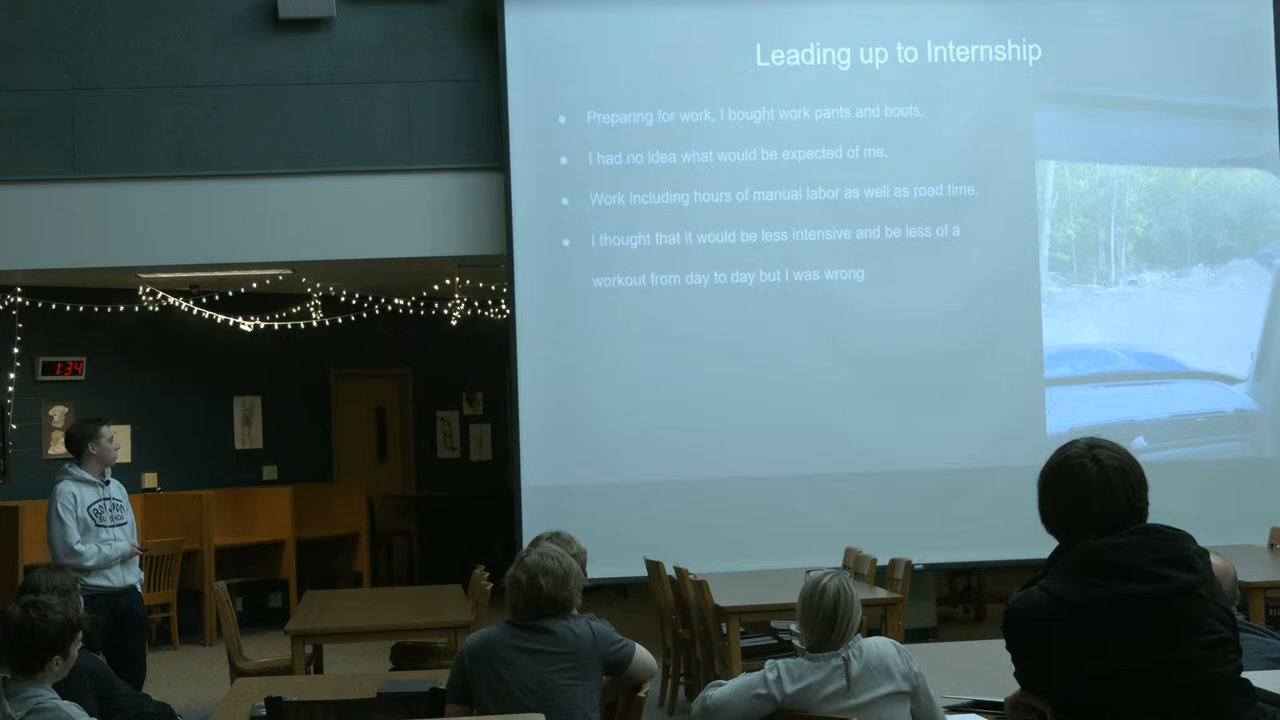 Leading up to Internship
Preparing for work, I bought work pants and boots.
I had no idea what would be expected of me.
Work including hours of manual labor as well as road time.
I thought that it would be less intensive and be less of a
workout from day to day but I was wrong.
1:34